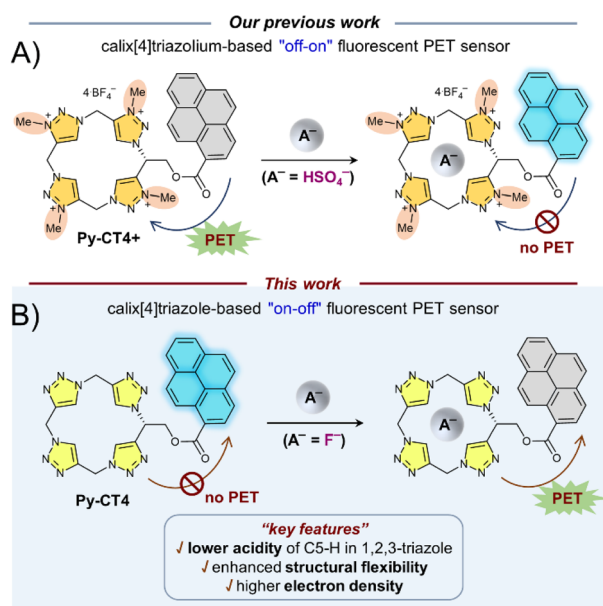 Our previous work
A)
calix[4]triazolium-based "off-on" fluorescent PET sensor
4·BF₄⁻
Me
Me
N
N
N⁺
N
N
N⁺
N
N
N⁺
N
N
N⁺
Me
Me
O
O
Py-CT4+
PET
A⁻
(A⁻ = HSO₄⁻)
4·BF₄⁻
Me
Me
N
N
N⁺
N
N
N⁺
A⁻
N
N
N⁺
N
N
N⁺
Me
Me
O
O
no PET
This work
B)
calix[4]triazole-based "on-off" fluorescent PET sensor
N
N
N
N
N
N
N
N
N
N
N
N
O
O
Py-CT4
no PET
A⁻
(A⁻ = F⁻)
N
N
N
N
N
N
A⁻
N
N
N
N
N
N
O
O
PET
“key features”
√ lower acidity of C5-H in 1,2,3-triazole
√ enhanced structural flexibility
√ higher electron density